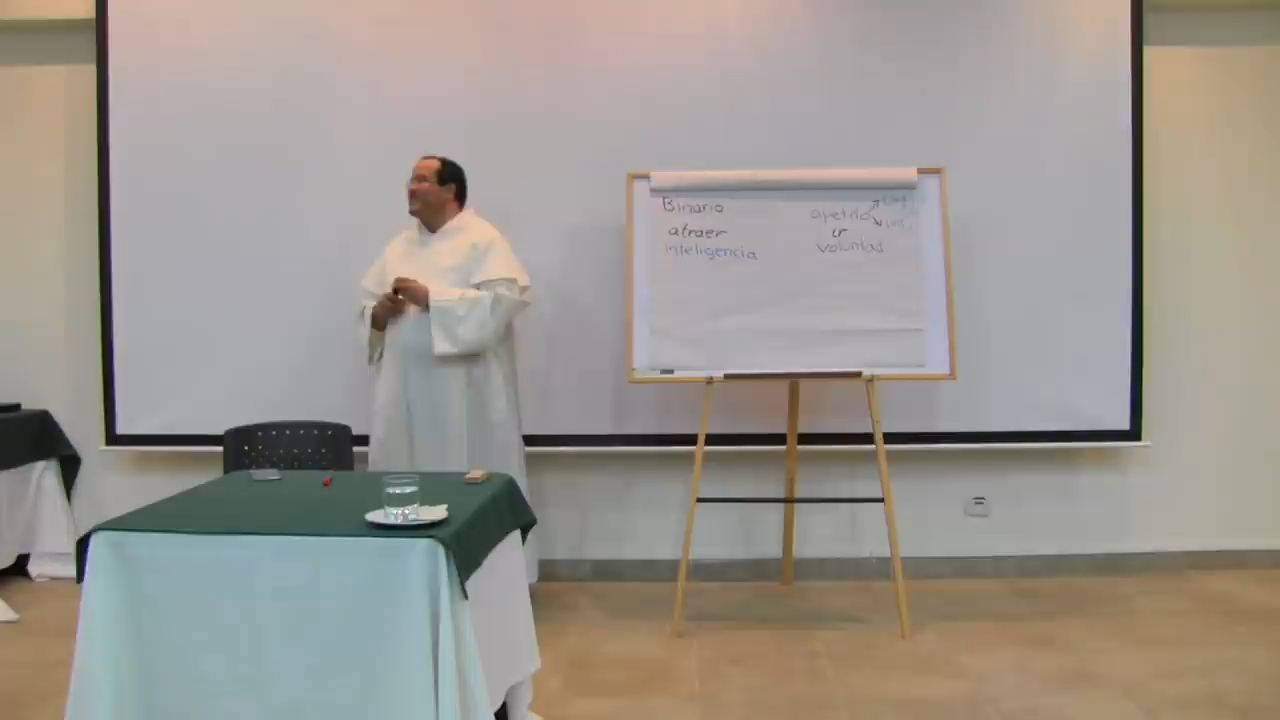 Binario
atraer
inteligencia
apetito
ir
voluntad